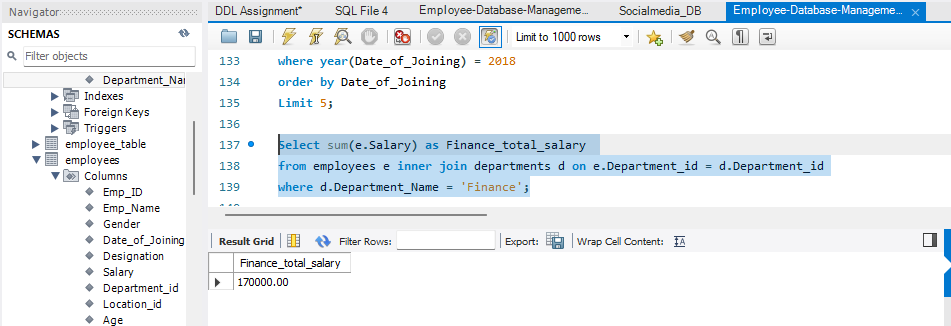 Navigator
SCHEMAS
Filter objects
Department_Na
Indexes
Foreign Keys
Triggers
employee_table
employees
Columns
Emp_ID
Emp_Name
Gender
Date_of_Joining
Designation
Salary
Department_id
Location_id
Age
DDL Assignment* SQL File 4 Employee-Database-Manageme... Socialmedia_DB Employee-Database-Manageme... ×
Limit to 1000 rows
133 where year(Date_of_Joining) = 2018
134 order by Date_of_Joining
135 Limit 5;
136
137 Select sum(e.Salary) as Finance_total_salary
138 from employees e inner join departments d on e.Department_id = d.Department_id
139 where d.Department_Name = 'Finance';
Result Grid Filter Rows: Export: Wrap Cell Content:
Finance_total_salary
170000.00